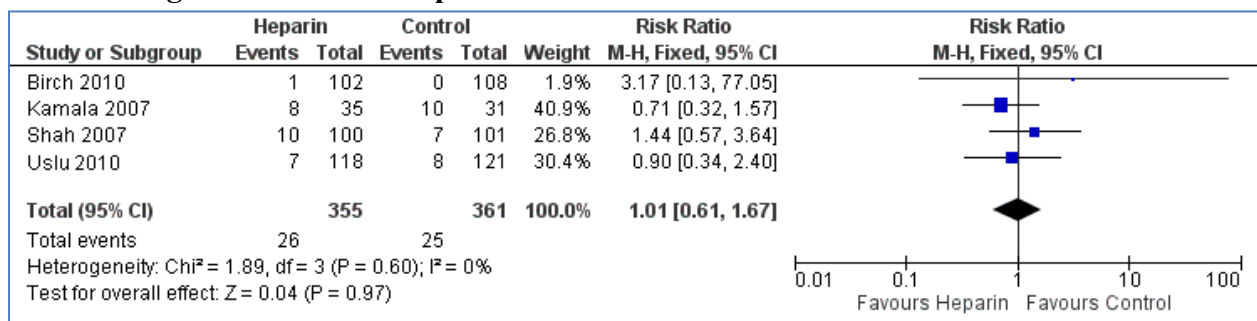 Heparin Control Risk Ratio Risk Ratio
Study or Subgroup Events Total Events Total Weight M-H, Fixed, 95% CI M-H, Fixed, 95% CI
Birch 2010 1 102 0 108 1.9% 3.17 [0.13, 77.05]
Kamala 2007 8 35 10 31 40.9% 0.71 [0.32, 1.57]
Shah 2007 10 100 7 101 26.8% 1.44 [0.57, 3.64]
Uslu 2010 7 118 8 121 30.4% 0.90 [0.34, 2.40]
Total (95% CI) 355 361 100.0% 1.01 [0.61, 1.67]
Total events 26 25
Heterogeneity: Chi² = 1.89, df = 3 (P = 0.60); I² = 0%
Test for overall effect: Z = 0.04 (P = 0.97)
0.01 0.1 1 10 100
Favours Heparin Favours Control